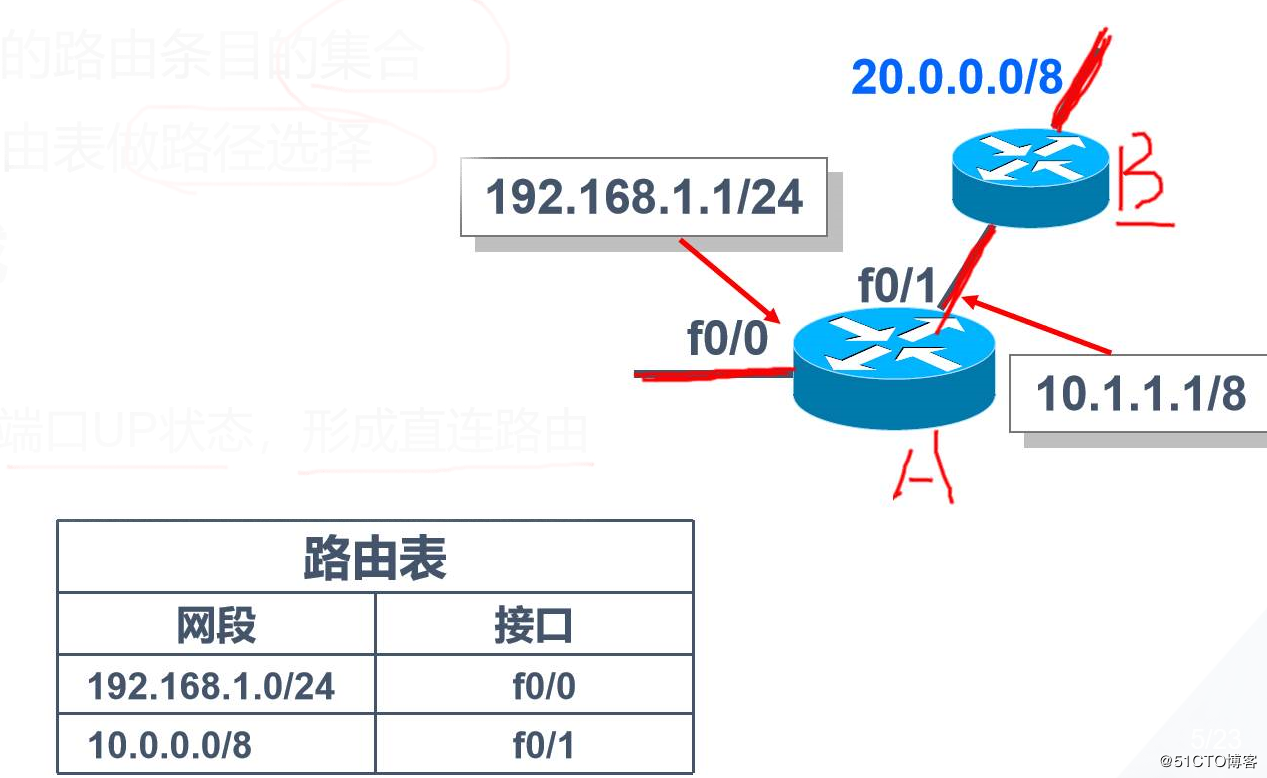 的路由条目的集合
由表做路径选择
端口UP状态，形成直连路由
20.0.0.0/8
B
192.168.1.1/24
f0/1
f0/0
10.1.1.1/8
A
路由表
网段 接口
192.168.1.0/24 f0/0
10.0.0.0/8 f0/1
5/23
@51CTO博客